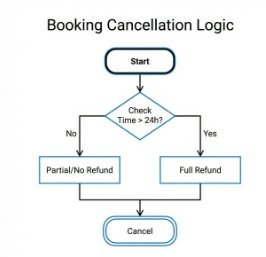 Booking Cancellation Logic
Start
Check
Time > 24h?
No
Yes
Partial/No Refund
Full Refund
Cancel